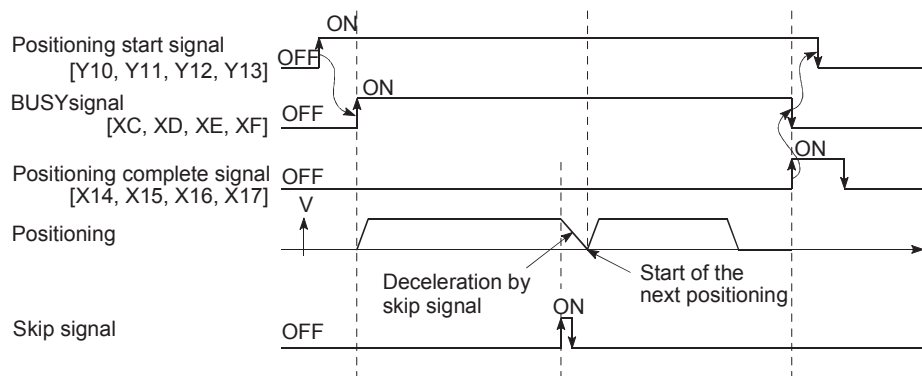 ON
Positioning start signal
OFF
[Y10, Y11, Y12, Y13]
BUSYsignal
ON
OFF
[XC, XD, XE, XF]
ON
Positioning complete signal
OFF
[X14, X15, X16, X17]
V
Positioning
Deceleration by
skip signal
Start of the
next positioning
ON
Skip signal
OFF